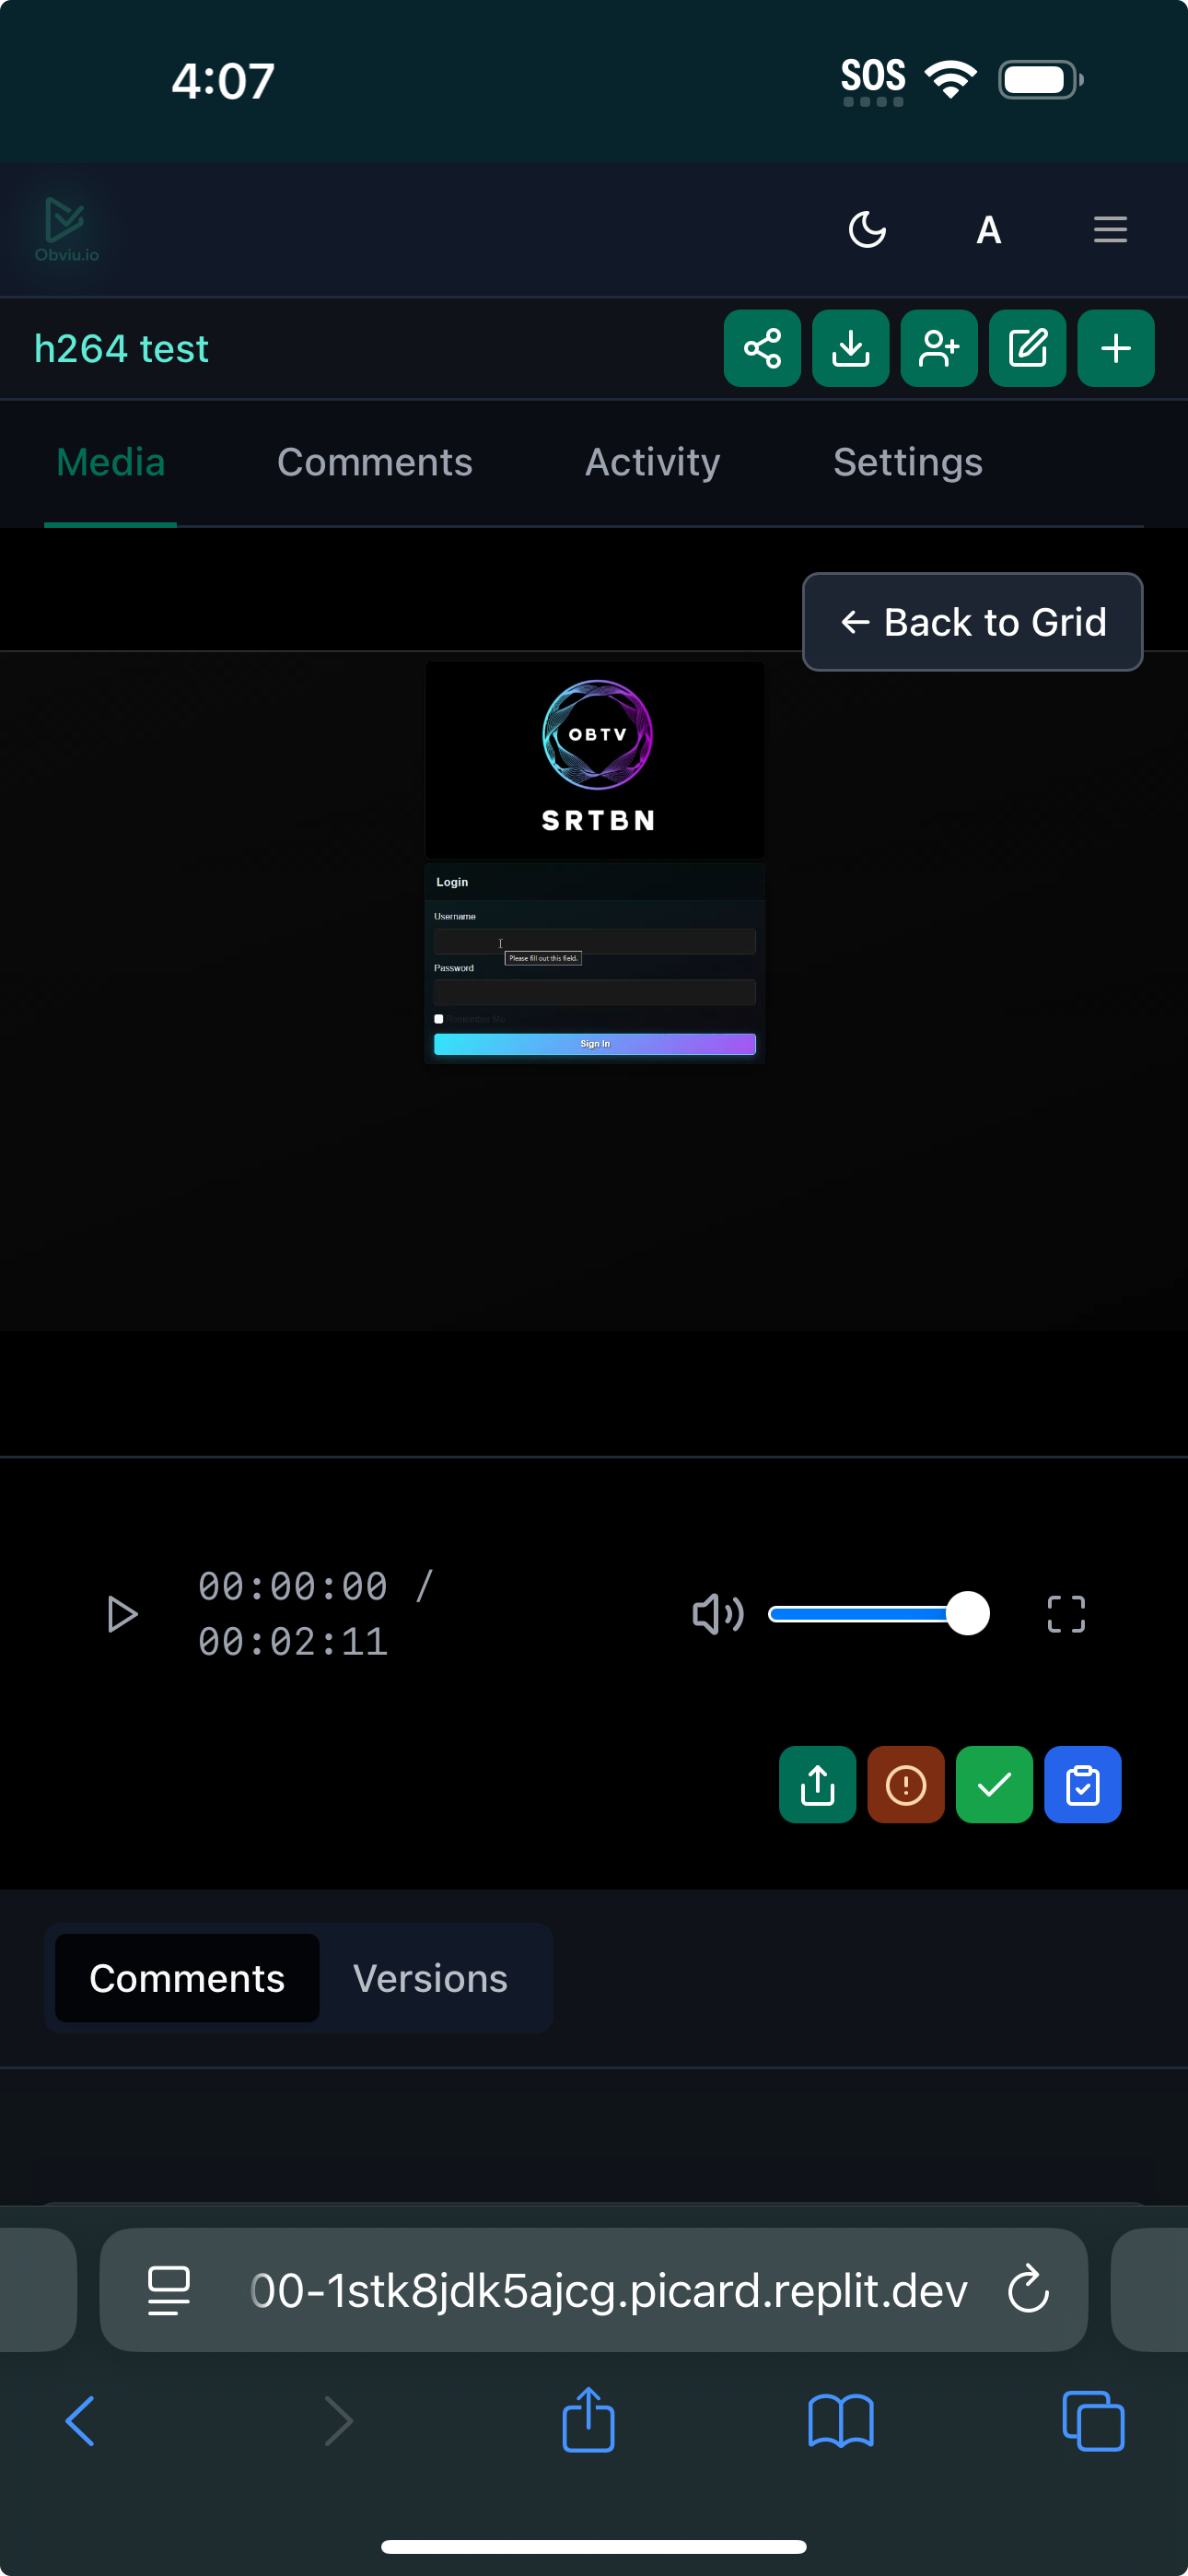 4:07
SOS
A
Obviu.io
h264 test
Media Comments Activity Settings
← Back to Grid
OBTV
SRTBN
Login
Username
Please fill out this field.
Password
Remember Me
Sign In
00:00:00 /
00:02:11
Comments Versions
00-1stk8jdk5ajcg.picard.replit.dev